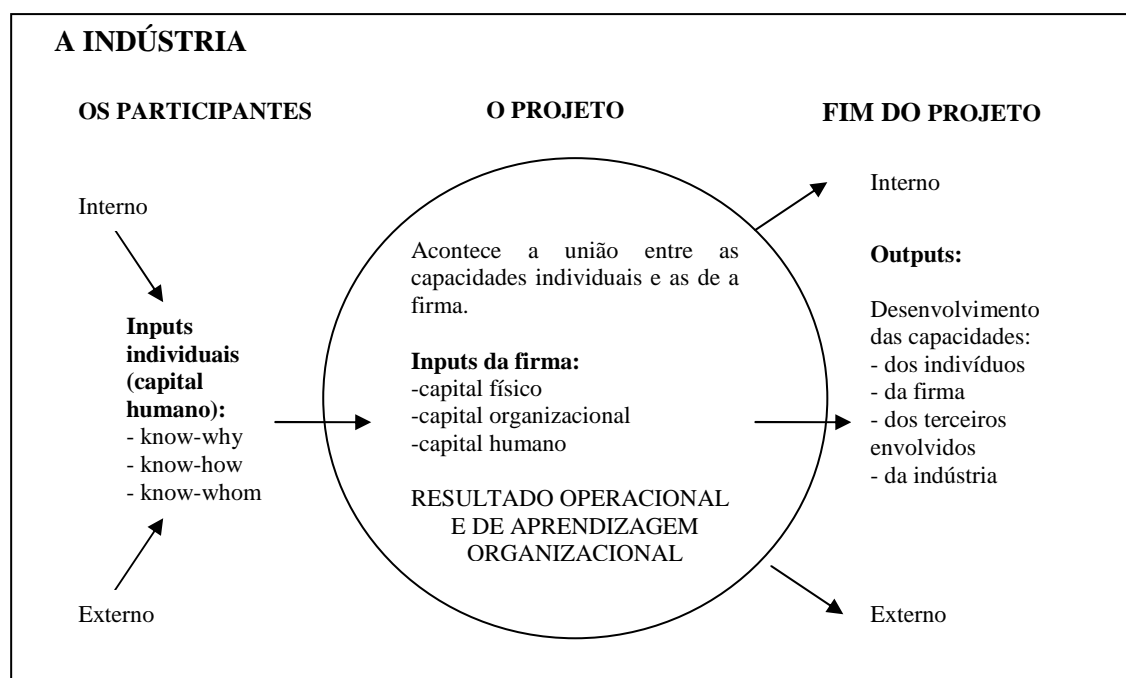 A INDÚSTRIA
OS PARTICIPANTES
O PROJETO
FIM DO PROJETO
Interno
Inputs
individuais
(capital
humano):
- know-why
- know-how
- know-whom
Externo
Acontece a união entre as
capacidades individuais e as de a
firma.
Inputs da firma:
-capital físico
-capital organizacional
-capital humano
RESULTADO OPERACIONAL
E DE APRENDIZAGEM
ORGANIZACIONAL
Interno
Outputs:
Desenvolvimento
das capacidades:
- dos indivíduos
- da firma
- dos terceiros
envolvidos
- da indústria
Externo